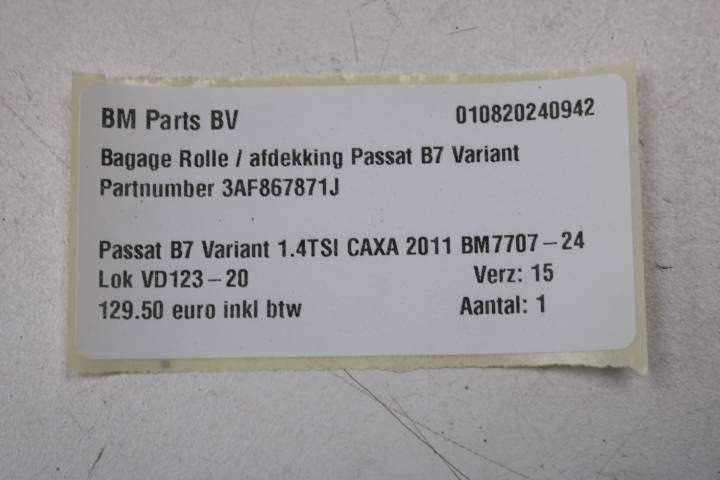 BM Parts BV 010820240942
Bagage Rolle / afdekking Passat B7 Variant
Partnumber 3AF867871J
Passat B7 Variant 1.4TSI CAXA 2011 BM7707-24
Lok VD123-20 Verz: 15
129.50 euro inkl btw Aantal: 1